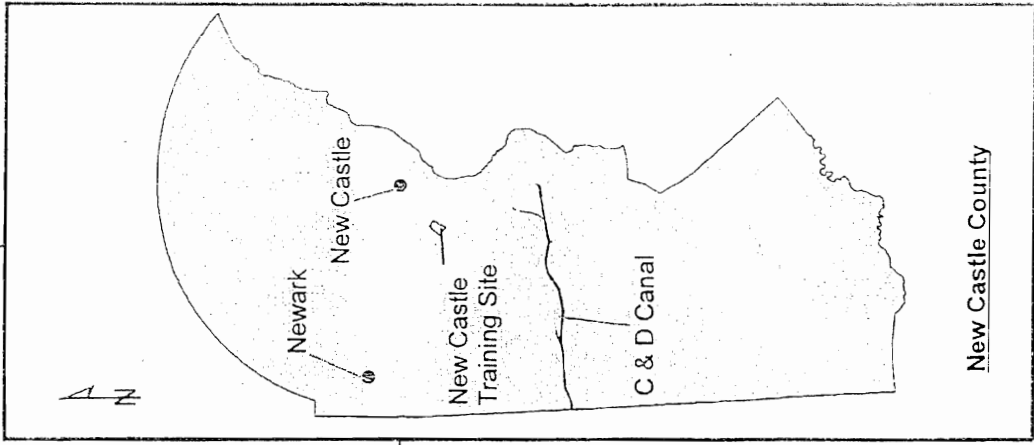 N
Newark
New Castle
New Castle
Training Site
C & D Canal
New Castle County